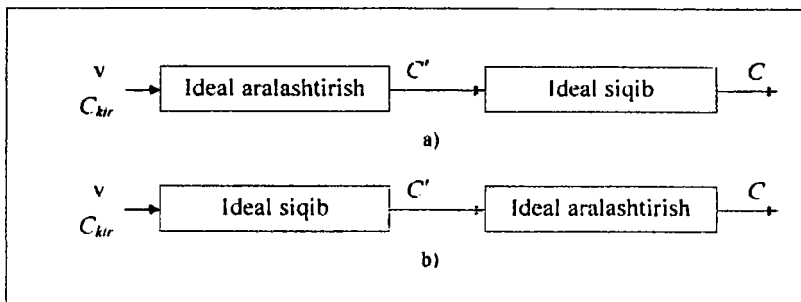 ν
C_kir
Ideal aralashtirish
C'
Ideal siqib
C
a)
ν
C_kir
Ideal siqib
C'
Ideal aralashtirish
C
b)